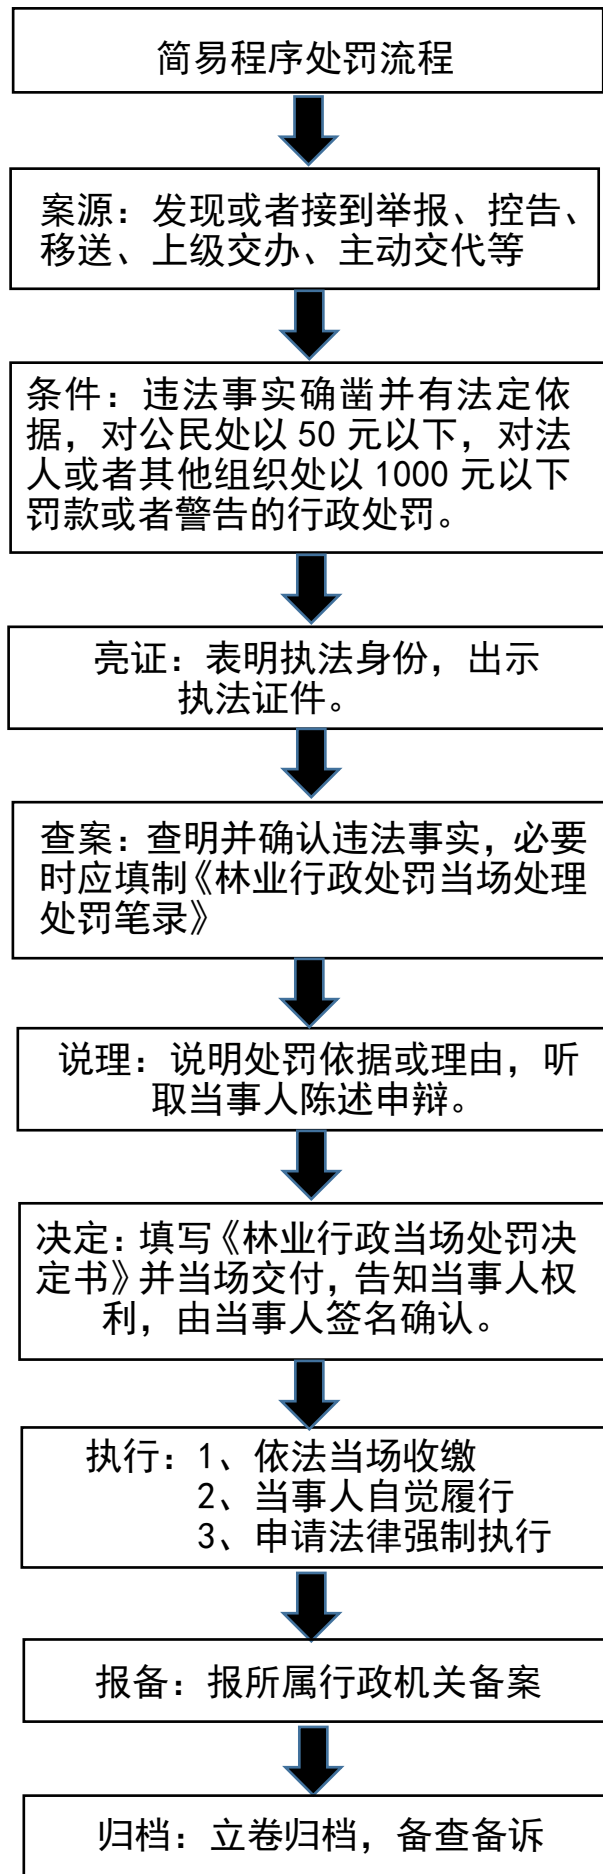 简易程序处罚流程
案源：发现或者接到举报、控告、
移送、上级交办、主动交代等
条件：违法事实确凿并有法定依
据，对公民处以 50 元以下，对法
人或者其他组织处以 1000 元以下
罚款或者警告的行政处罚。
亮证：表明执法身份，出示
执法证件。
查案：查明并确认违法事实，必要
时应填制《林业行政处罚当场处理
处罚笔录》
说理：说明处罚依据或理由，听
取当事人陈述申辩。
决定：填写《林业行政当场处罚决
定书》并当场交付，告知当事人权
利，由当事人签名确认。
执行：1、依法当场收缴
2、当事人自觉履行
3、申请法律强制执行
报备：报所属行政机关备案
归档：立卷归档，备查备诉